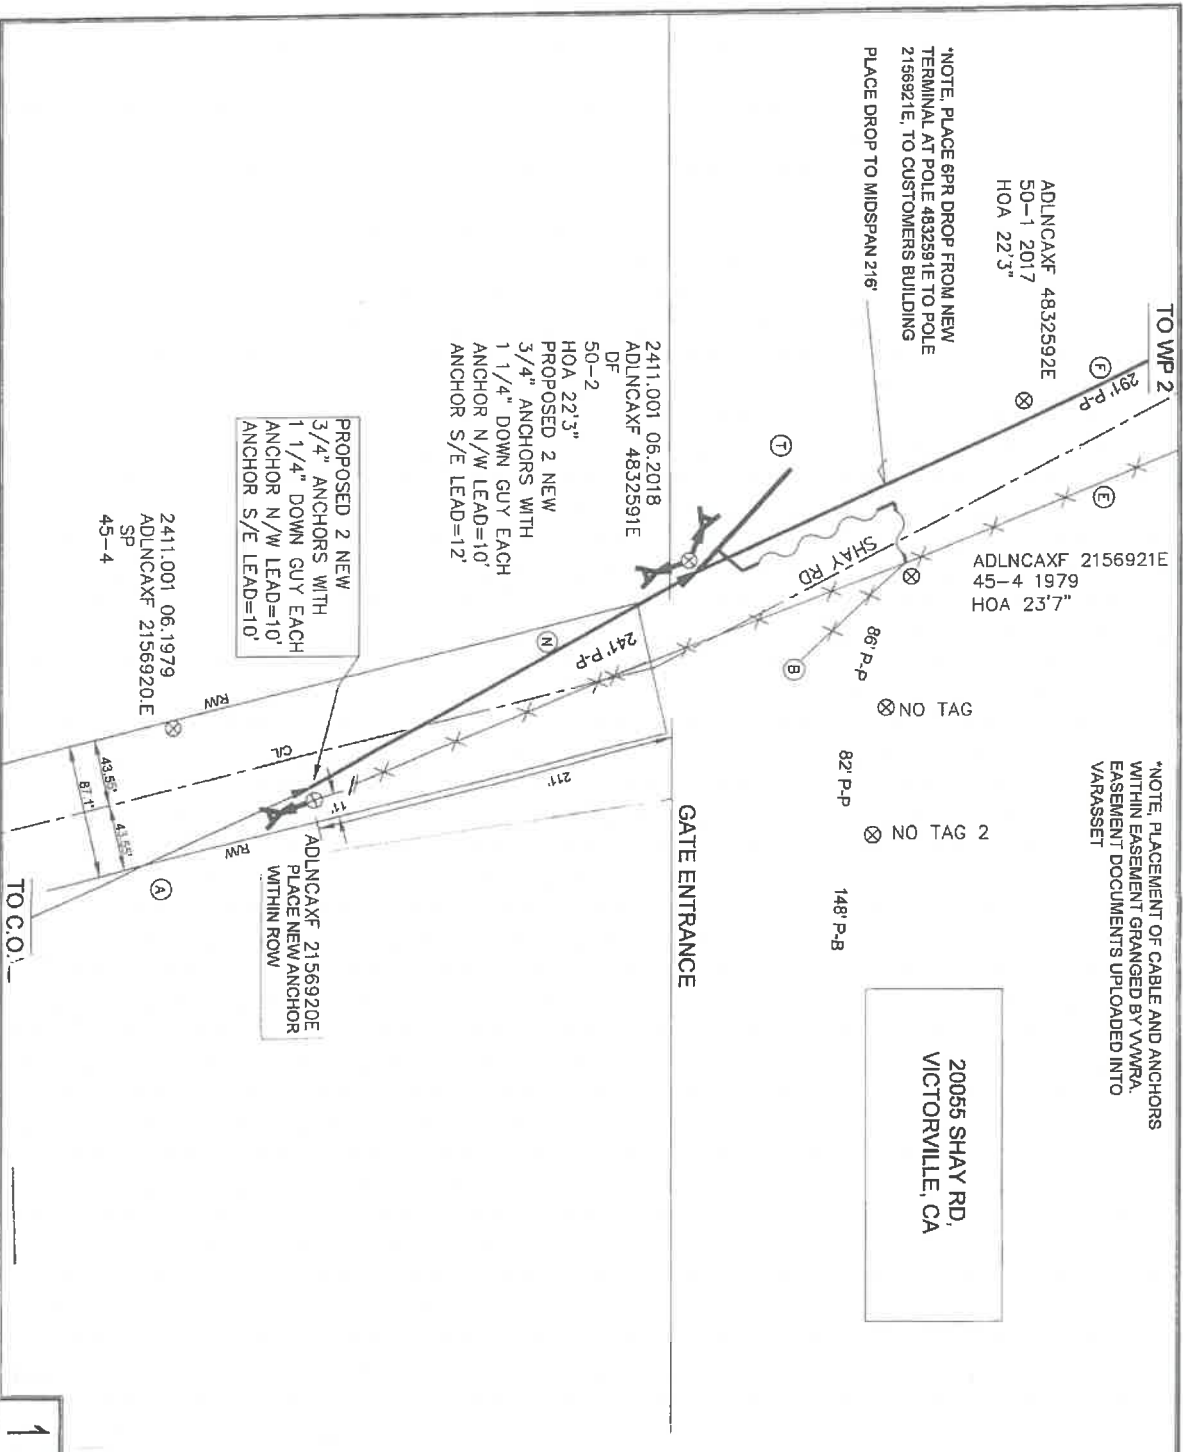 TO WP 2
*NOTE, PLACEMENT OF CABLE AND ANCHORS
WITHIN EASEMENT GRANGED BY VVWRA.
EASEMENT DOCUMENTS UPLOADED INTO
VARASSET
ADLNCAXF 4832592E
50-1 2017
HOA 22'3"
*NOTE, PLACE 6PR DROP FROM NEW
TERMINAL AT POLE 4832591E TO POLE
2156921E, TO CUSTOMERS BUILDING
PLACE DROP TO MIDSPAN 216'
F
291' P-P
E
ADLNCAXF 2156921E
45-4 1979
HOA 23'7"
T
SHAY RD
86' P-P
B
NO TAG
82' P-P
NO TAG 2
148' P-B
20055 SHAY RD,
VICTORVILLE, CA
GATE ENTRANCE
2411.001 06.2018
ADLNCAXF 4832591E
DF
50-2
HOA 22'3"
PROPOSED 2 NEW
3/4" ANCHORS WITH
1 1/4" DOWN GUY EACH
ANCHOR N/W LEAD=10'
ANCHOR S/E LEAD=12'
N
241' P-P
211'
PROPOSED 2 NEW
3/4" ANCHORS WITH
1 1/4" DOWN GUY EACH
ANCHOR N/W LEAD=10'
ANCHOR S/E LEAD=10'
R/W
C/L
11'
R/W
2411.001 06.1979
ADLNCAXF 2156920.E
SP
45-4
43.55'
43.55'
87.1'
A
ADLNCAXF 2156920E
PLACE NEW ANCHOR
WITHIN ROW
TO C.O.
1